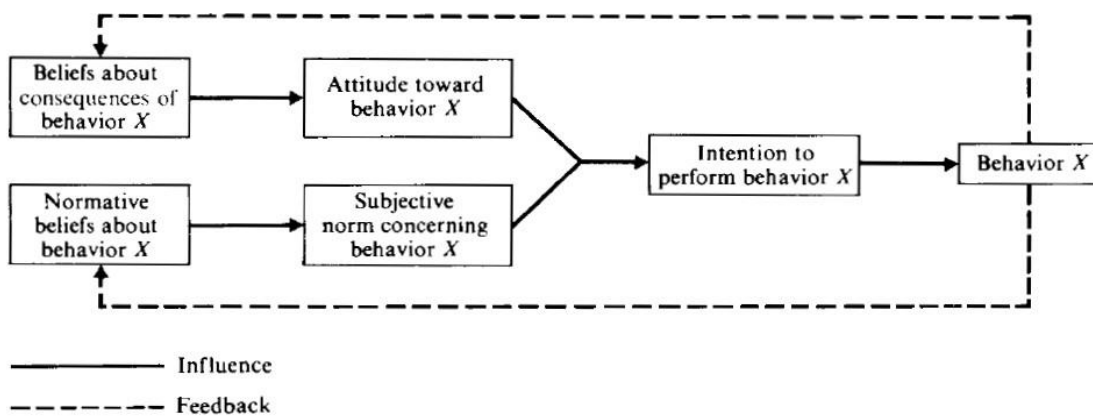 Beliefs about
consequences of
behavior X
Attitude toward
behavior X
Intention to
perform behavior X
Behavior X
Normative
beliefs about
behavior X
Subjective
norm concerning
behavior X
Influence
Feedback